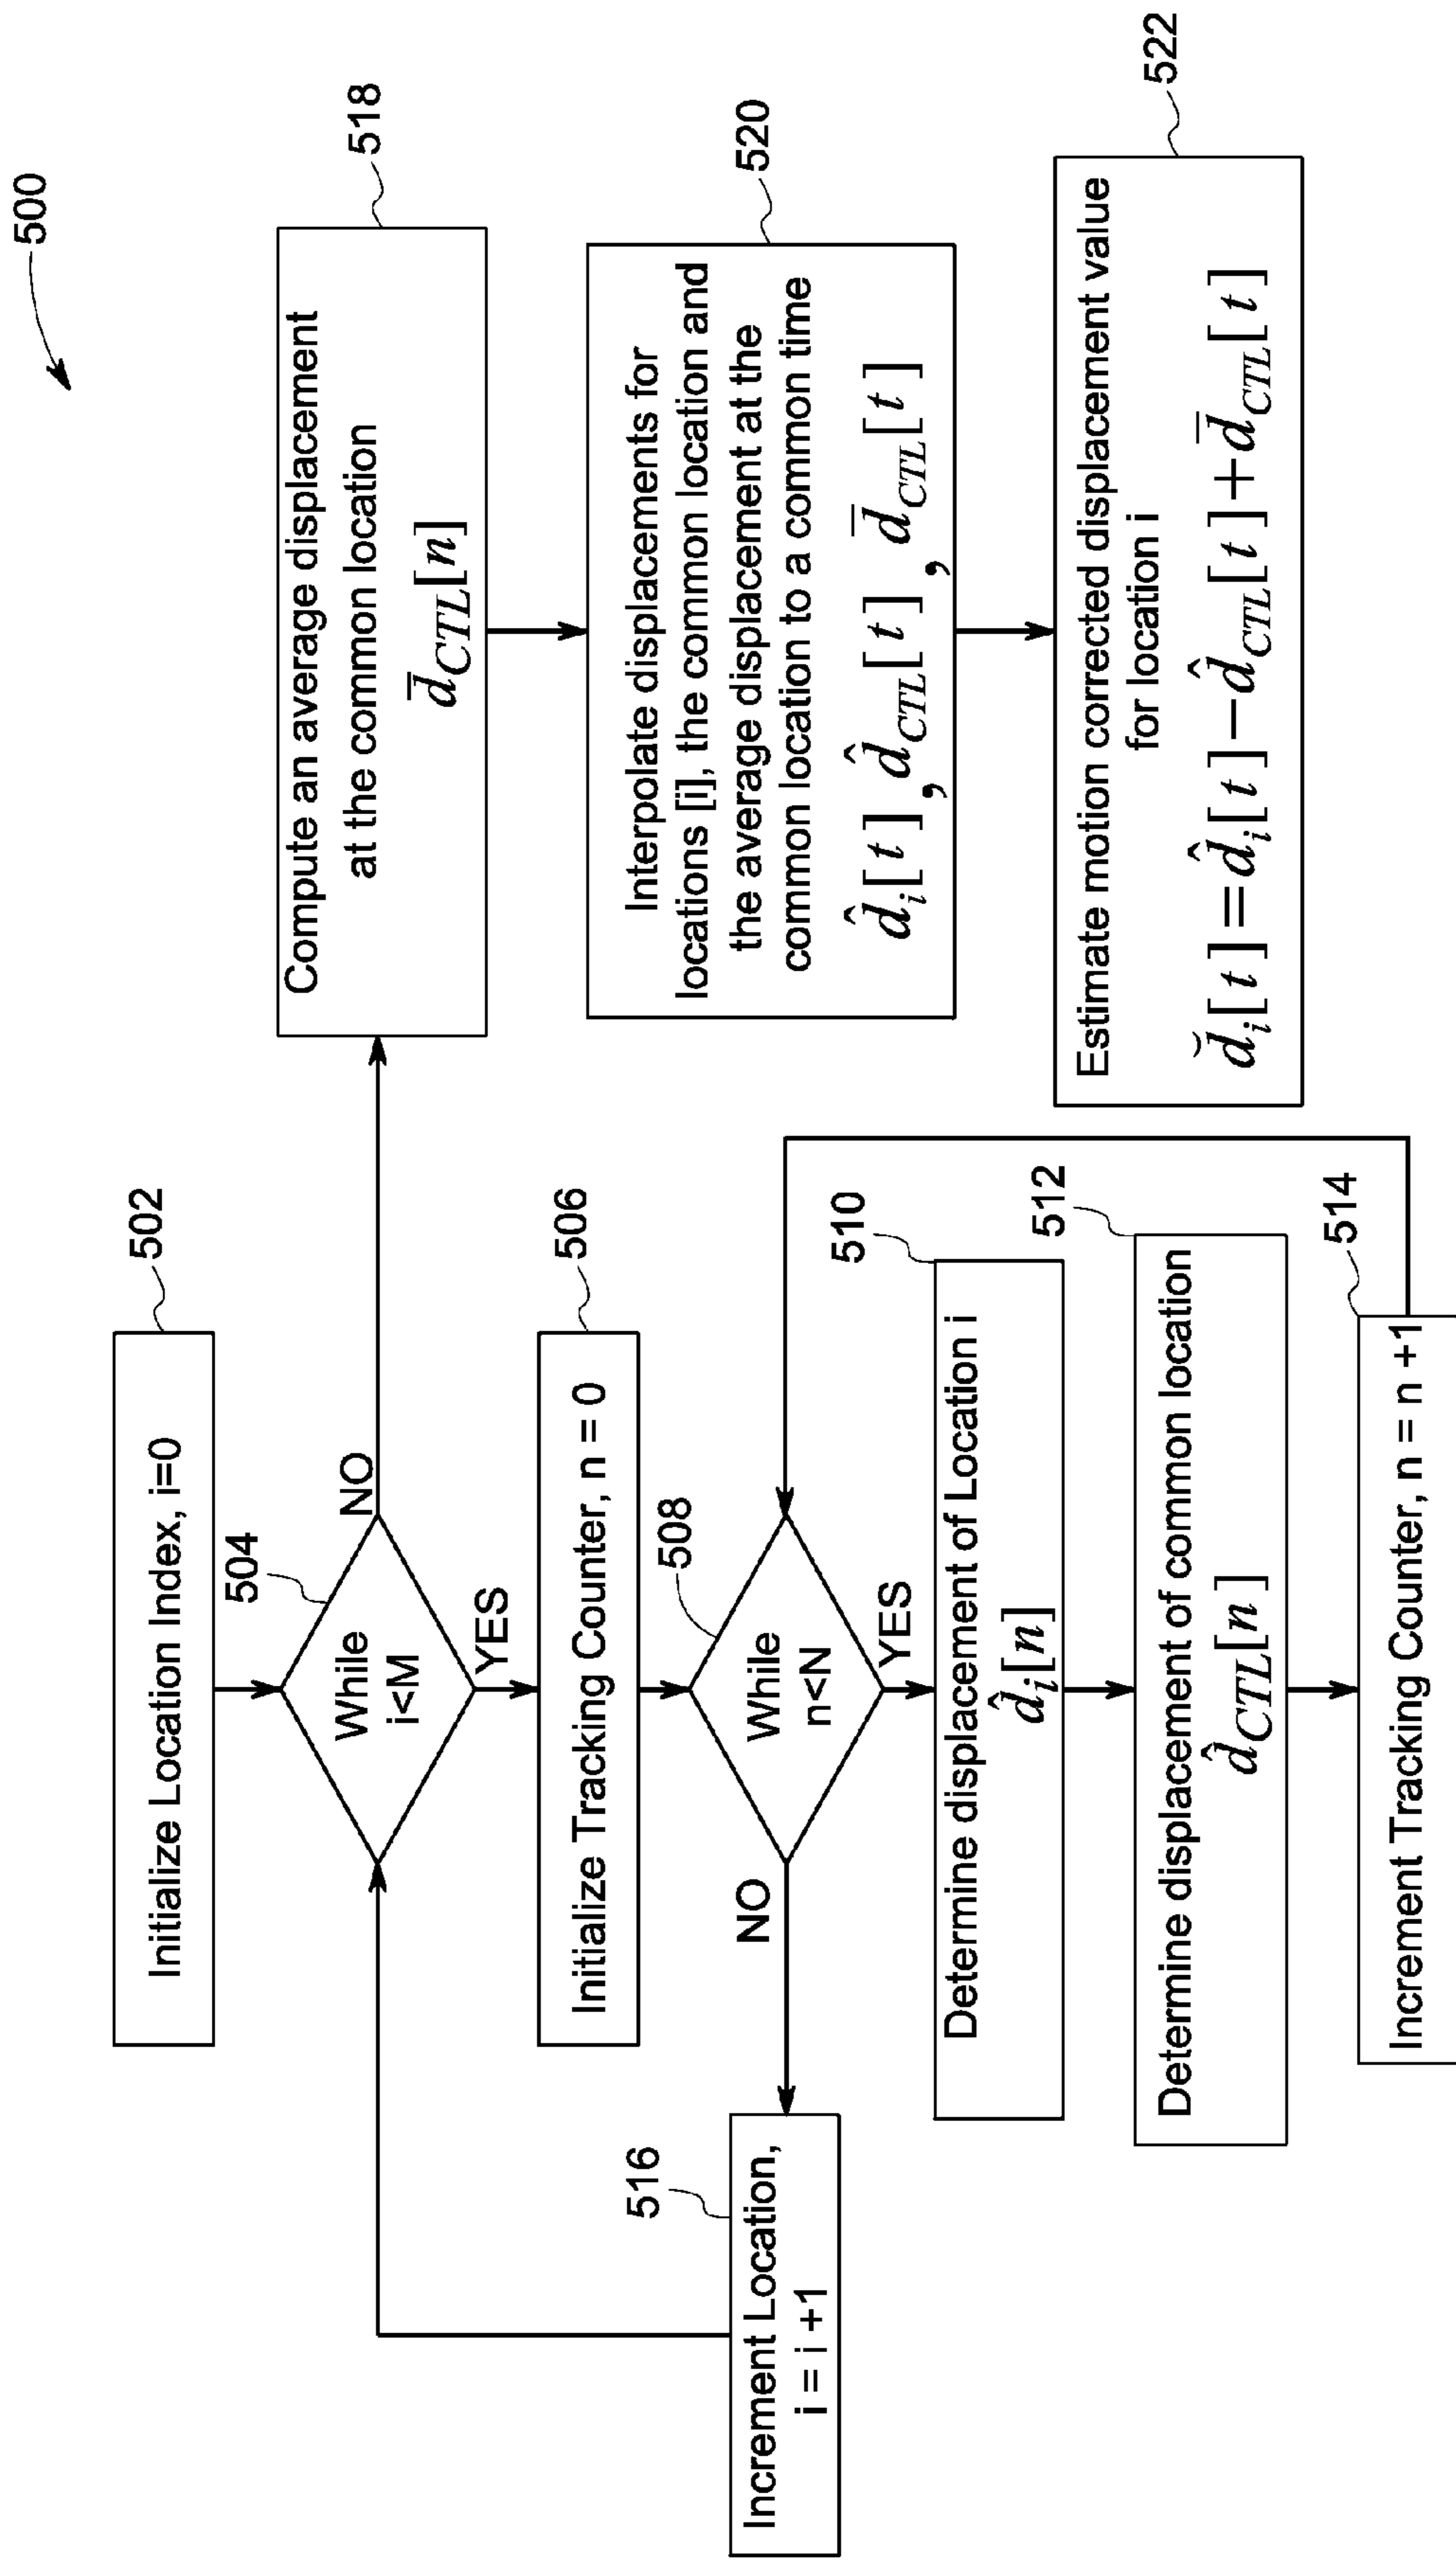 500
502
Initialize Location Index, i=0
504
While
i<M
NO
YES
506
Initialize Tracking Counter, n = 0
508
While
n<N
NO
YES
510
Determine displacement of Location i
d̂ᵢ[n]
512
Determine displacement of common location
d̂_CTL[n]
514
Increment Tracking Counter, n = n +1
516
Increment Location,
i = i +1
518
Compute an average displacement
at the common location
d̄_CTL[n]
520
Interpolate displacements for
locations [i], the common location and
the average displacement at the
common location to a common time
d̂ᵢ[t], d̂_CTL[t], d̄_CTL[t]
522
Estimate motion corrected displacement value
for location i
d̆ᵢ[t]=d̂ᵢ[t]−d̂_CTL[t]+d̄_CTL[t]